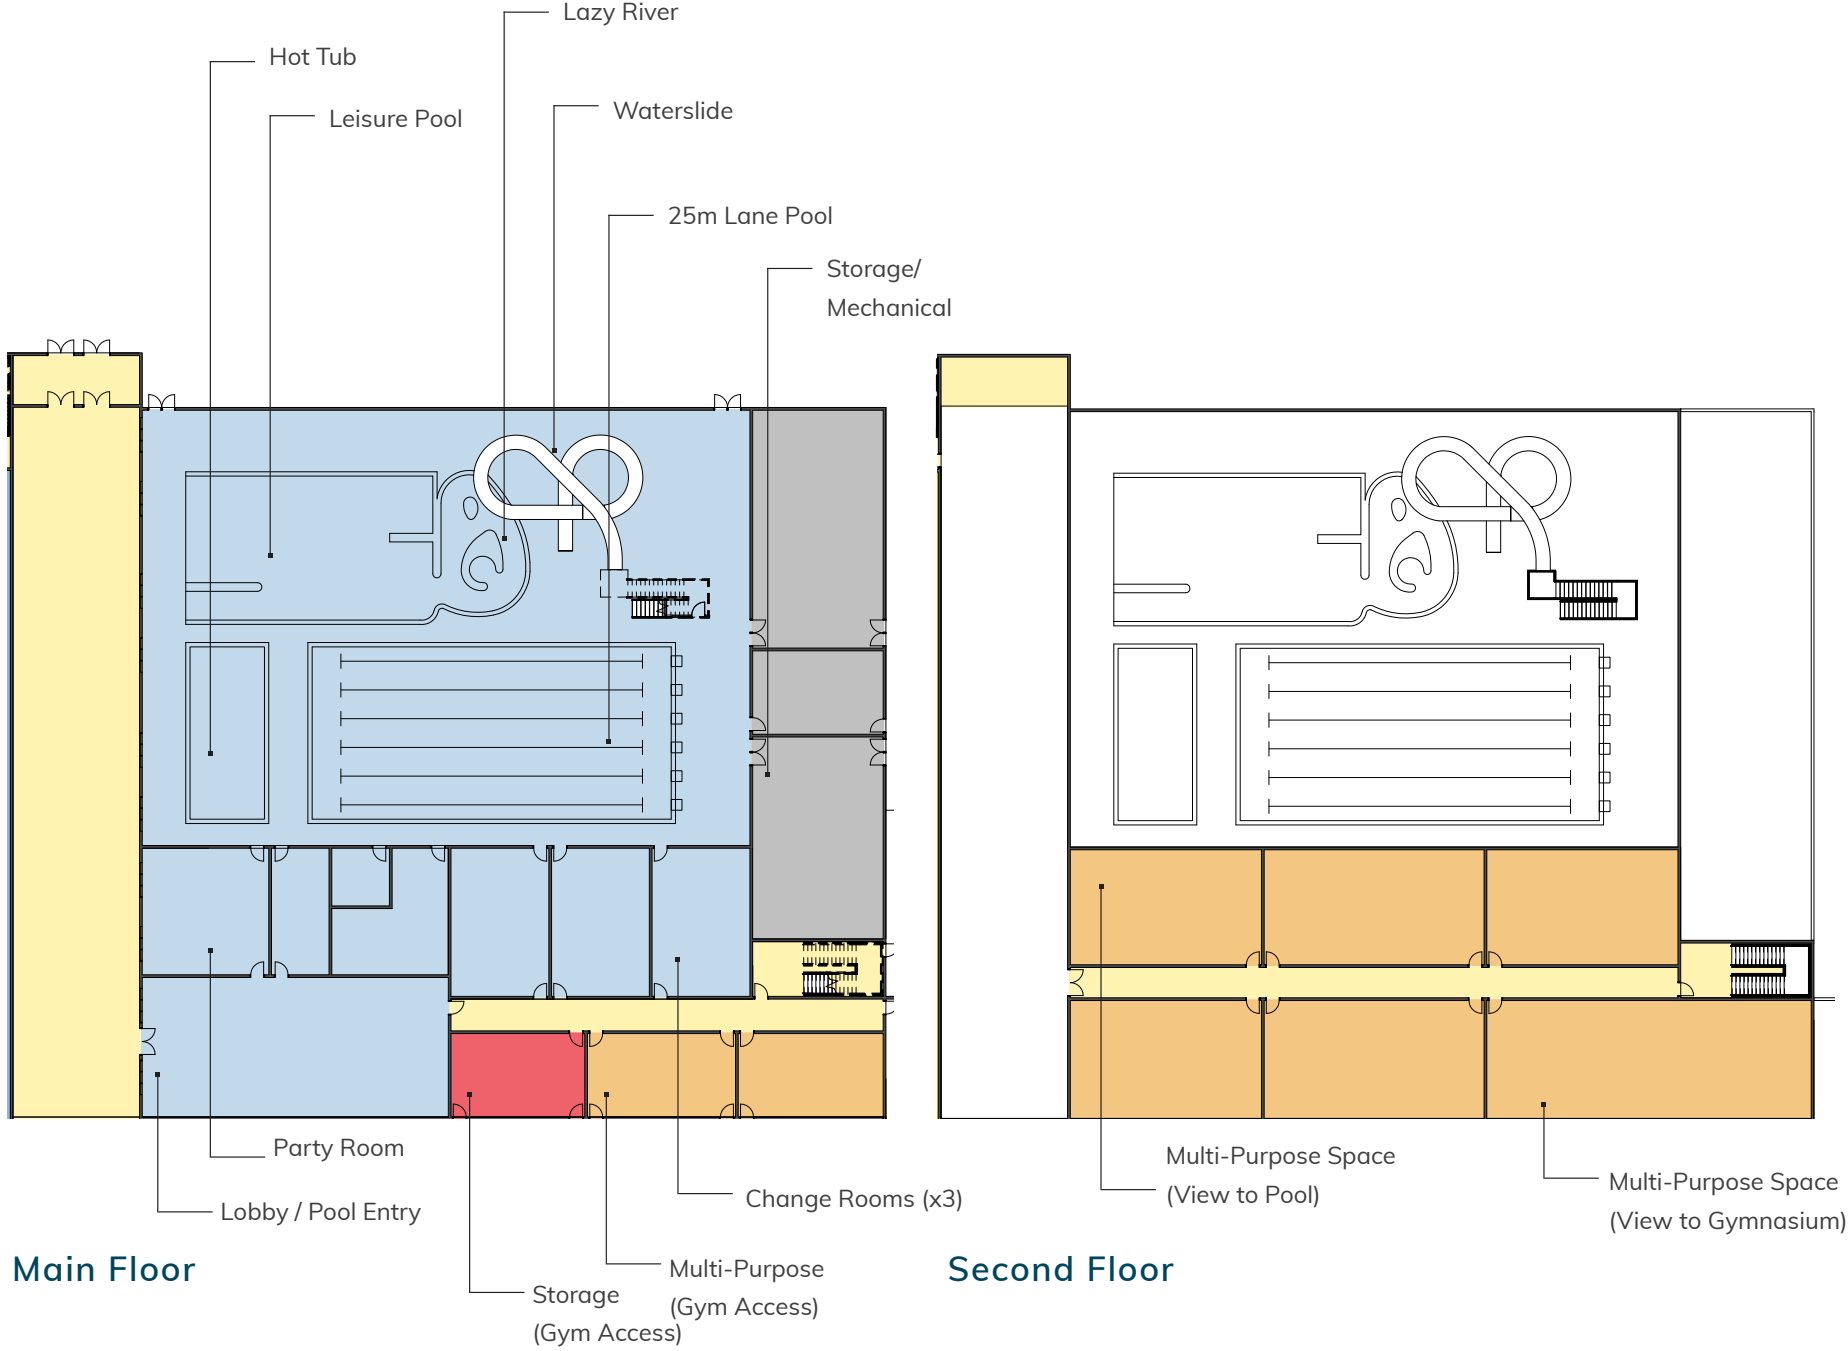 Lazy River
Hot Tub
Waterslide
Leisure Pool
25m Lane Pool
Storage/
Mechanical
Party Room
Lobby / Pool Entry
Change Rooms (x3)
Multi-Purpose Space
(View to Pool)
Multi-Purpose Space
(View to Gymnasium)
Main Floor
Second Floor
Multi-Purpose
(Gym Access)
Storage
(Gym Access)